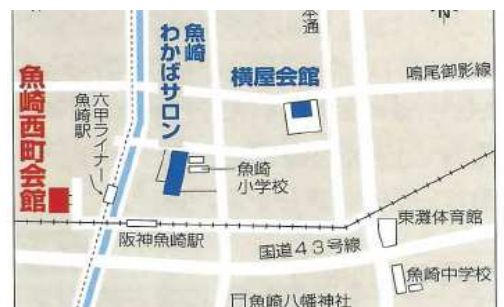 本通
N
鳴尾御影線
魚崎
わかばサロン
横屋会館
六甲ライナー
魚崎駅
魚崎西町会館
魚崎
小学校
阪神魚崎駅
国道43号線
東灘体育館
魚崎中学校
魚崎八幡神社